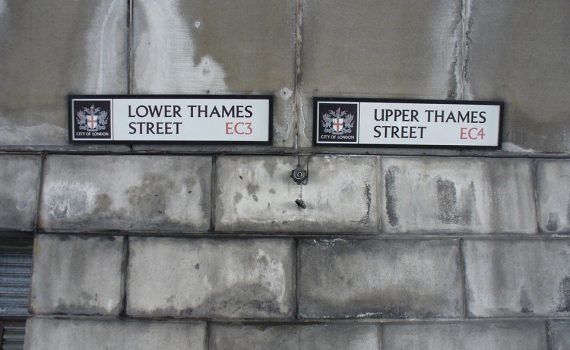 LOWER THAMES
STREET EC3
CITY OF LONDON
UPPER THAMES
STREET EC4
CITY OF LONDON